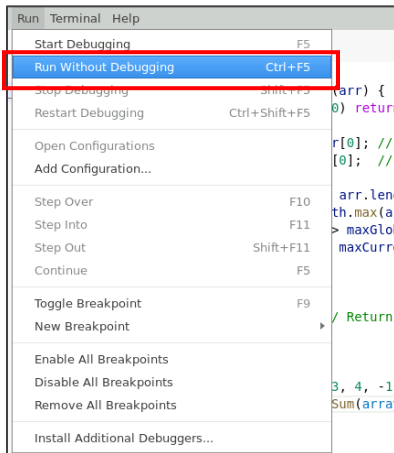 Run Terminal Help
Start Debugging F5
Run Without Debugging Ctrl+F5
Stop Debugging Shift+F5
(arr) {
Restart Debugging Ctrl+Shift+F5
0) retur
Open Configurations
r[0]; //
Add Configuration...
[0]; //
Step Over F10
arr.len
Step Into F11
th.max(a
Step Out Shift+F11
> maxGlo
maxCurre
Continue F5
Toggle Breakpoint F9
/ Return
New Breakpoint
Enable All Breakpoints
Disable All Breakpoints
3, 4, -1
Remove All Breakpoints
Sum(arra
Install Additional Debuggers...